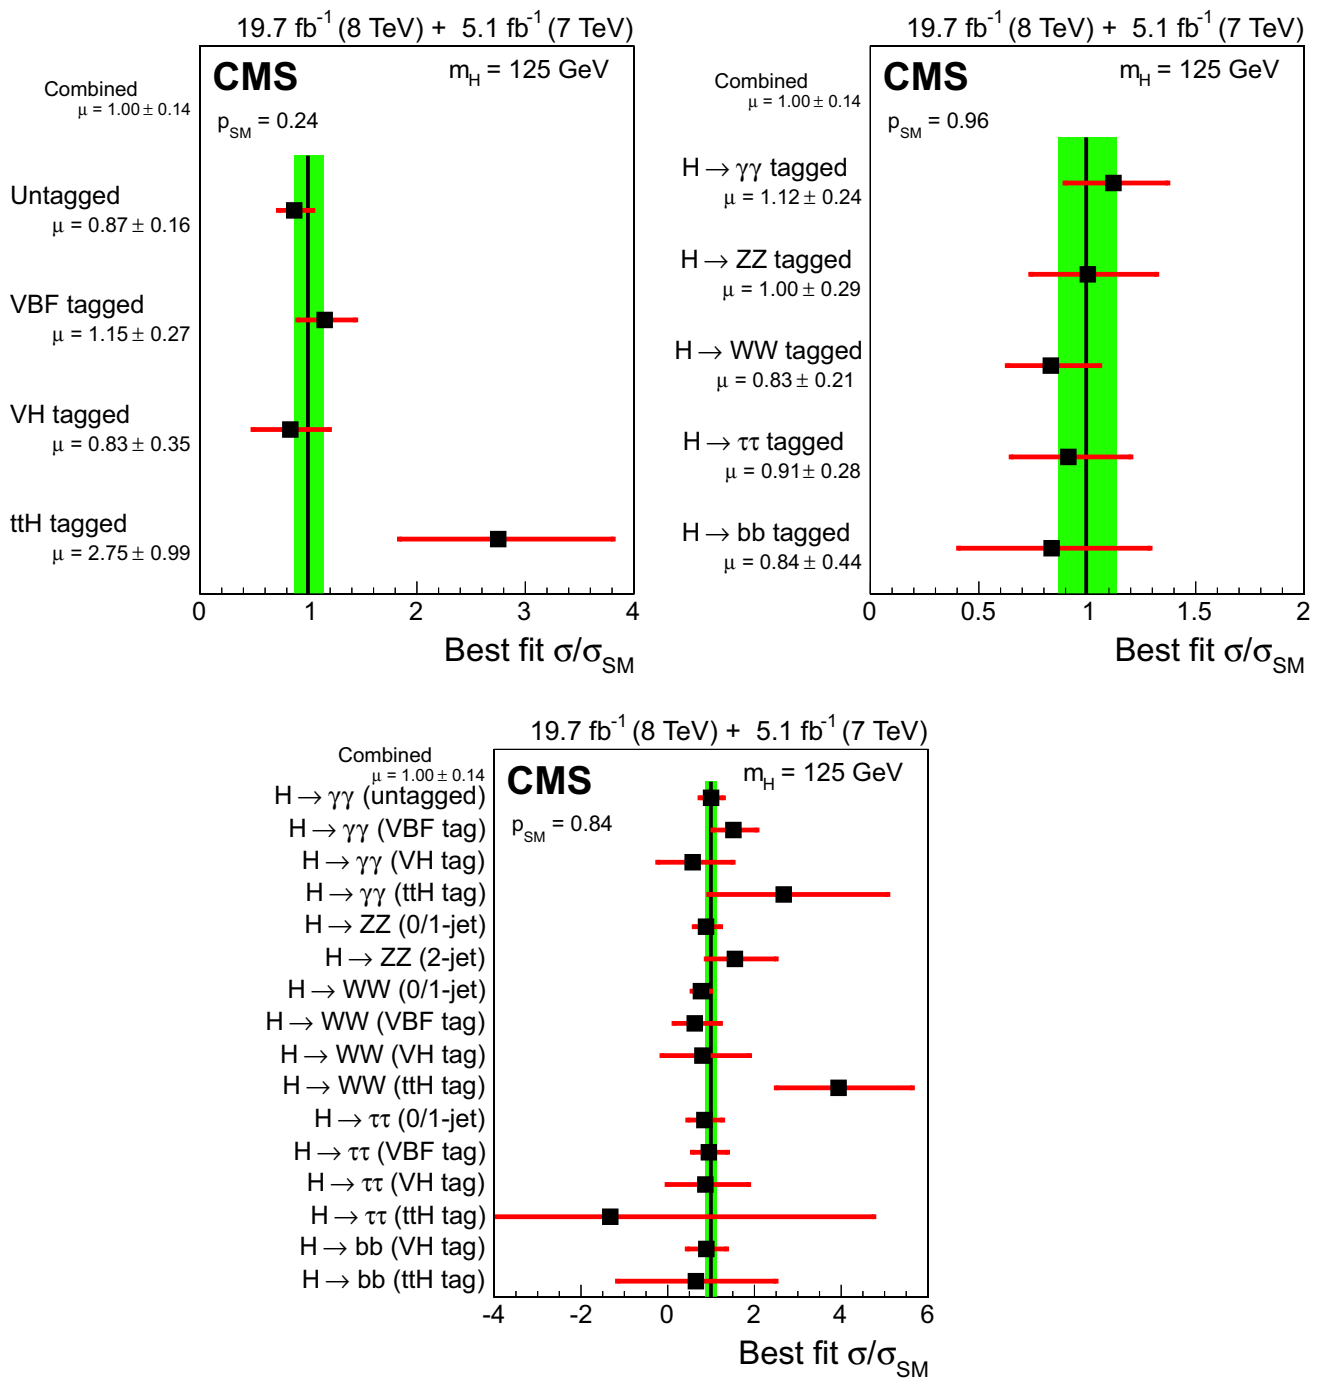 19.7 fb⁻¹ (8 TeV) + 5.1 fb⁻¹ (7 TeV)
CMS
m_H = 125 GeV
Combined
μ = 1.00 ± 0.14
p_SM = 0.24
Untagged
μ = 0.87 ± 0.16
VBF tagged
μ = 1.15 ± 0.27
VH tagged
μ = 0.83 ± 0.35
ttH tagged
μ = 2.75 ± 0.99
0 1 2 3 4
Best fit σ/σ_SM
19.7 fb⁻¹ (8 TeV) + 5.1 fb⁻¹ (7 TeV)
CMS
m_H = 125 GeV
Combined
μ = 1.00 ± 0.14
p_SM = 0.96
H → γγ tagged
μ = 1.12 ± 0.24
H → ZZ tagged
μ = 1.00 ± 0.29
H → WW tagged
μ = 0.83 ± 0.21
H → ττ tagged
μ = 0.91 ± 0.28
H → bb tagged
μ = 0.84 ± 0.44
0 0.5 1 1.5 2
Best fit σ/σ_SM
19.7 fb⁻¹ (8 TeV) + 5.1 fb⁻¹ (7 TeV)
Combined
μ = 1.00 ± 0.14
CMS
m_H = 125 GeV
p_SM = 0.84
H → γγ (untagged)
H → γγ (VBF tag)
H → γγ (VH tag)
H → γγ (ttH tag)
H → ZZ (0/1-jet)
H → ZZ (2-jet)
H → WW (0/1-jet)
H → WW (VBF tag)
H → WW (VH tag)
H → WW (ttH tag)
H → ττ (0/1-jet)
H → ττ (VBF tag)
H → ττ (VH tag)
H → ττ (ttH tag)
H → bb (VH tag)
H → bb (ttH tag)
-4 -2 0 2 4 6
Best fit σ/σ_SM